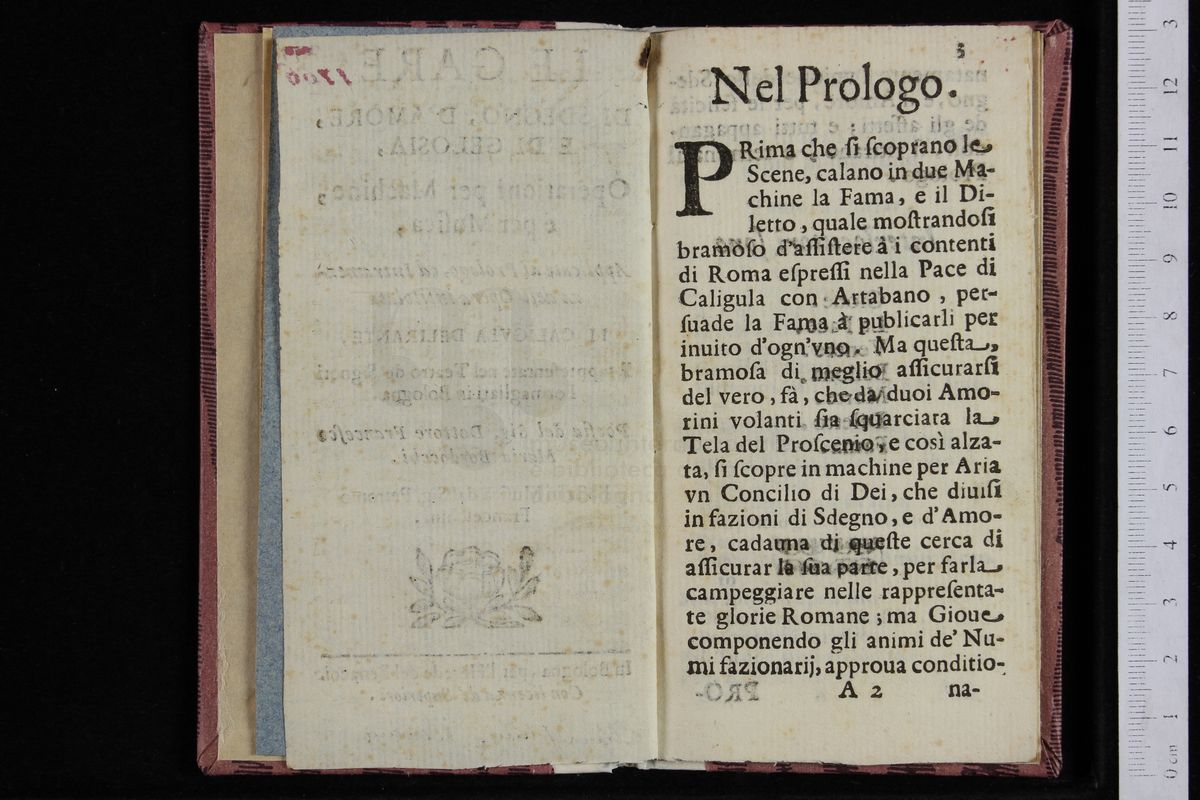 3
Nel Prologo.
PRima che si scoprano le
Scene, calano in due Ma-
chine la Fama, e il Di-
letto, quale mostrandosi
bramoso d'assistere à i contenti
di Roma espressi nella Pace di
Caligula con Artabano, per-
suade la Fama à publicarli per
inuito d'ogn'vno. Ma questa,
bramosa di meglio assicurarsi
del vero, fà, che da duoi Amo-
rini volanti sia squarciata la
Tela del Proscenio, e così alza-
ta, si scopre in machine per Aria
vn Concilio di Dei, che diuisi
in fazioni di Sdegno, e d'Amo-
re, cadauna di queste cerca di
assicurar la sua parte, per farla
campeggiare nelle rappresenta-
te glorie Romane; ma Gioue
componendo gli animi de' Nu-
mi fazionarij, approua conditio-
A 2 na-